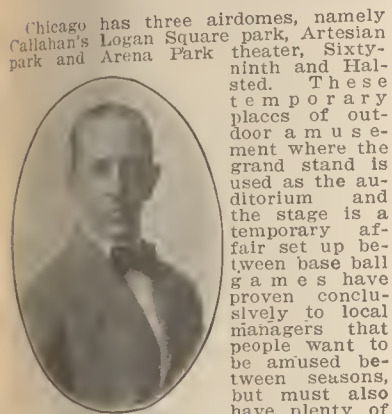 Chicago has three airdomes, namely
Callahan's Logan Square park, Artesian
park and Arena Park theater, Sixty-
ninth and Hal-
sted. These
temporary
places of out-
door amuse-
ment where the
grand stand is
used as the au-
ditorium and
the stage is a
temporary af-
fair set up be-
tween base ball
games have
proven conclu-
sively to local
managers that
people want to
be amused be-
tween seasons,
but must also
have plenty of